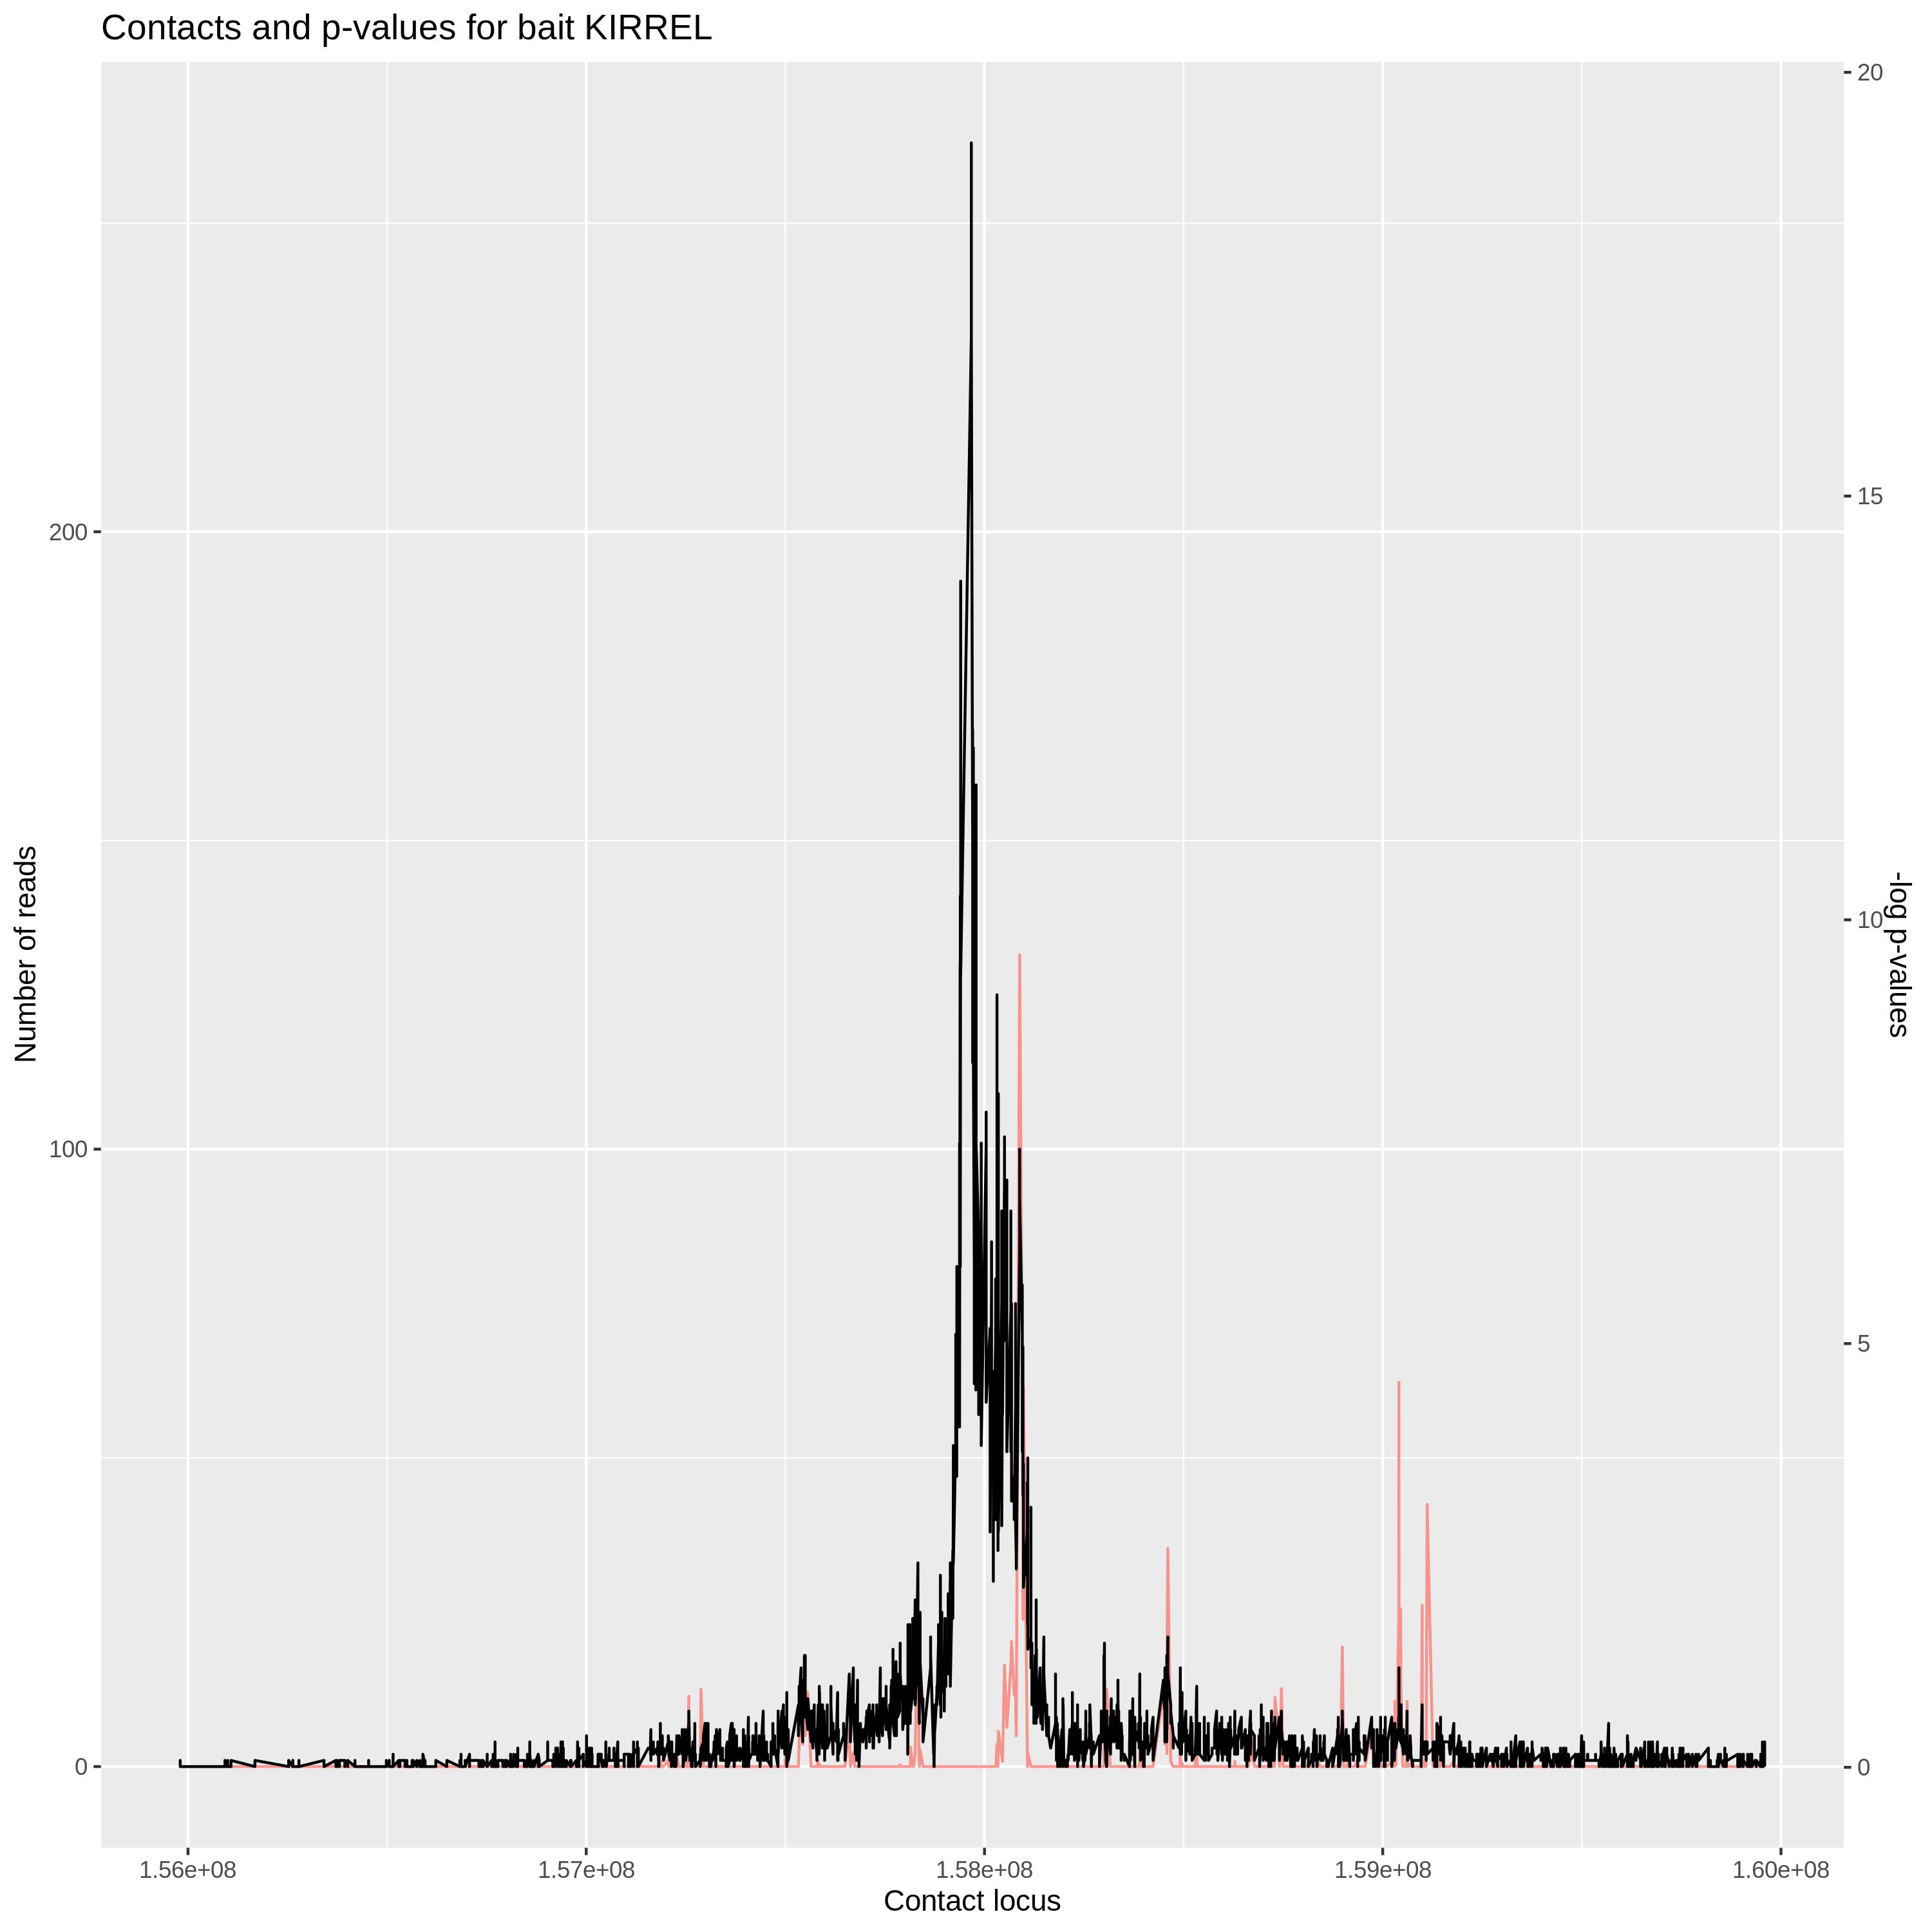 Contacts and p-values for bait KIRREL
Number of reads
200
100
0
20
15
10
5
0
-log p-values
1.56e+08
1.57e+08
1.58e+08
1.59e+08
1.60e+08
Contact locus